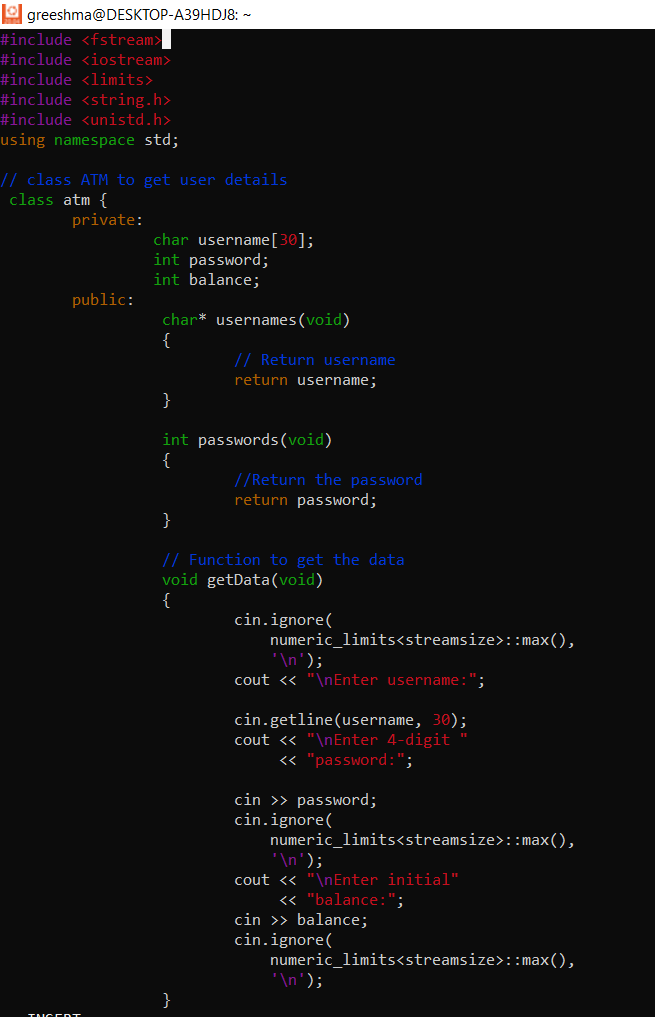 greeshma@DESKTOP-A39HDJ8: ~
#include <fstream>
#include <iostream>
#include <limits>
#include <string.h>
#include <unistd.h>
using namespace std;
// class ATM to get user details
class atm {
private:
char username[30];
int password;
int balance;
public:
char* usernames(void)
{
// Return username
return username;
}
int passwords(void)
{
//Return the password
return password;
}
// Function to get the data
void getData(void)
{
cin.ignore(
numeric_limits<streamsize>::max(),
'\n');
cout << "\nEnter username:";
cin.getline(username, 30);
cout << "\nEnter 4-digit "
<< "password:";
cin >> password;
cin.ignore(
numeric_limits<streamsize>::max(),
'\n');
cout << "\nEnter initial"
<< "balance:";
cin >> balance;
cin.ignore(
numeric_limits<streamsize>::max(),
'\n');
}
-- INSERT --